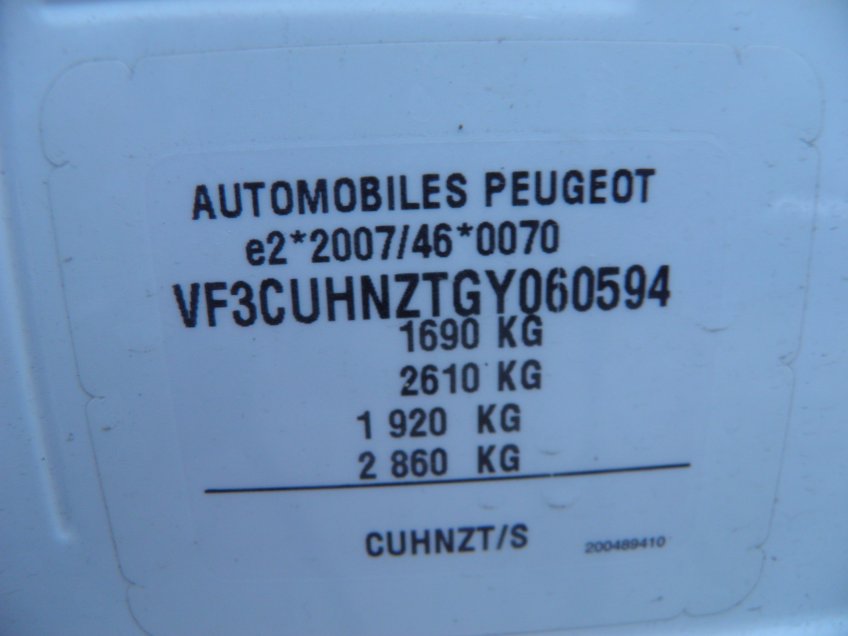 AUTOMOBILES PEUGEOT
e2*2007/46*0070
VF3CUHNZTGY060594
1690 KG
2610 KG
1 920 KG
2 860 KG
CUHNZT/S
200489410